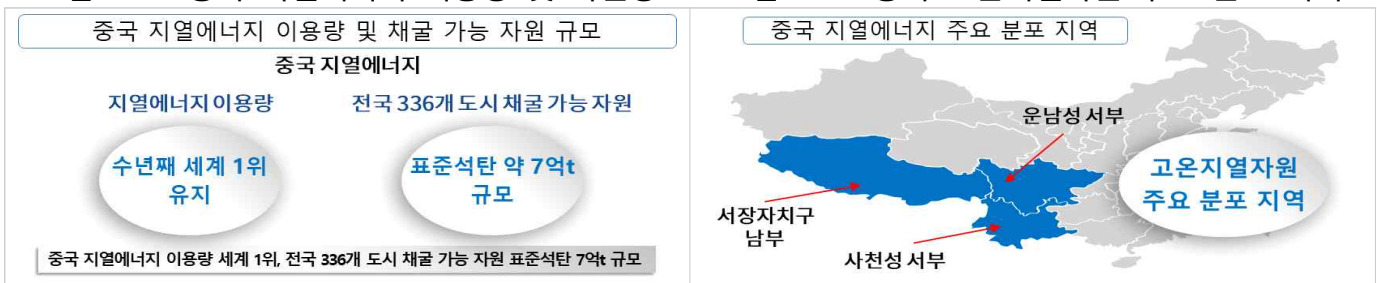 중국 지열에너지 이용량 및 채굴 가능 자원 규모
중국 지열에너지
지열에너지 이용량
전국 336개 도시 채굴 가능 자원
수년째 세계 1위
유지
표준석탄 약 7억t
규모
중국 지열에너지 이용량 세계 1위, 전국 336개 도시 채굴 가능 자원 표준석탄 7억t 규모
중국 지열에너지 주요 분포 지역
운남성 서부
고온지열자원
주요 분포 지역
서장자치구
남부
사천성 서부